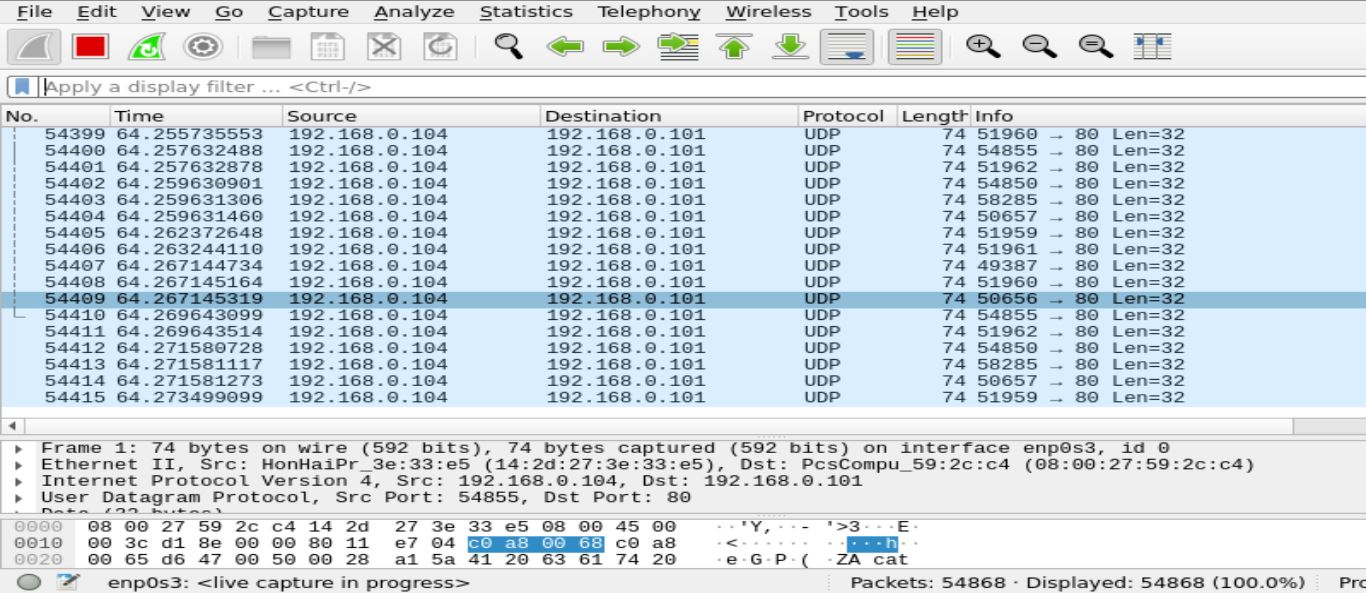 File Edit View Go Capture Analyze Statistics Telephony Wireless Tools Help
Apply a display filter ... <Ctrl-/>
No. Time Source Destination Protocol Length Info
54399 64.255735553 192.168.0.104 192.168.0.101 UDP 74 51960 → 80 Len=32
54400 64.257632488 192.168.0.104 192.168.0.101 UDP 74 54855 → 80 Len=32
54401 64.257632878 192.168.0.104 192.168.0.101 UDP 74 51962 → 80 Len=32
54402 64.259630901 192.168.0.104 192.168.0.101 UDP 74 54850 → 80 Len=32
54403 64.259631306 192.168.0.104 192.168.0.101 UDP 74 58285 → 80 Len=32
54404 64.259631460 192.168.0.104 192.168.0.101 UDP 74 50657 → 80 Len=32
54405 64.262372648 192.168.0.104 192.168.0.101 UDP 74 51959 → 80 Len=32
54406 64.263244110 192.168.0.104 192.168.0.101 UDP 74 51961 → 80 Len=32
54407 64.267144734 192.168.0.104 192.168.0.101 UDP 74 49387 → 80 Len=32
54408 64.267145164 192.168.0.104 192.168.0.101 UDP 74 51960 → 80 Len=32
54409 64.267145319 192.168.0.104 192.168.0.101 UDP 74 50656 → 80 Len=32
54410 64.269643099 192.168.0.104 192.168.0.101 UDP 74 54855 → 80 Len=32
54411 64.269643514 192.168.0.104 192.168.0.101 UDP 74 51962 → 80 Len=32
54412 64.271580728 192.168.0.104 192.168.0.101 UDP 74 54850 → 80 Len=32
54413 64.271581117 192.168.0.104 192.168.0.101 UDP 74 58285 → 80 Len=32
54414 64.271581273 192.168.0.104 192.168.0.101 UDP 74 50657 → 80 Len=32
54415 64.273499099 192.168.0.104 192.168.0.101 UDP 74 51959 → 80 Len=32
Frame 1: 74 bytes on wire (592 bits), 74 bytes captured (592 bits) on interface enp0s3, id 0
Ethernet II, Src: HonHaiPr_3e:33:e5 (14:2d:27:3e:33:e5), Dst: PcsCompu_59:2c:c4 (08:00:27:59:2c:c4)
Internet Protocol Version 4, Src: 192.168.0.104, Dst: 192.168.0.101
User Datagram Protocol, Src Port: 54855, Dst Port: 80
Data (32 bytes)
0000 08 00 27 59 2c c4 14 2d 27 3e 33 e5 08 00 45 00 ··'Y,··- '>3···E·
0010 00 3c d1 8e 00 00 80 11 e7 04 c0 a8 00 68 c0 a8 ·<······ ·····h··
0020 00 65 d6 47 00 50 00 28 a1 5a 41 20 63 61 74 20 ·e·G·P·( ·ZA cat
enp0s3: <live capture in progress> Packets: 54868 · Displayed: 54868 (100.0%) Pro